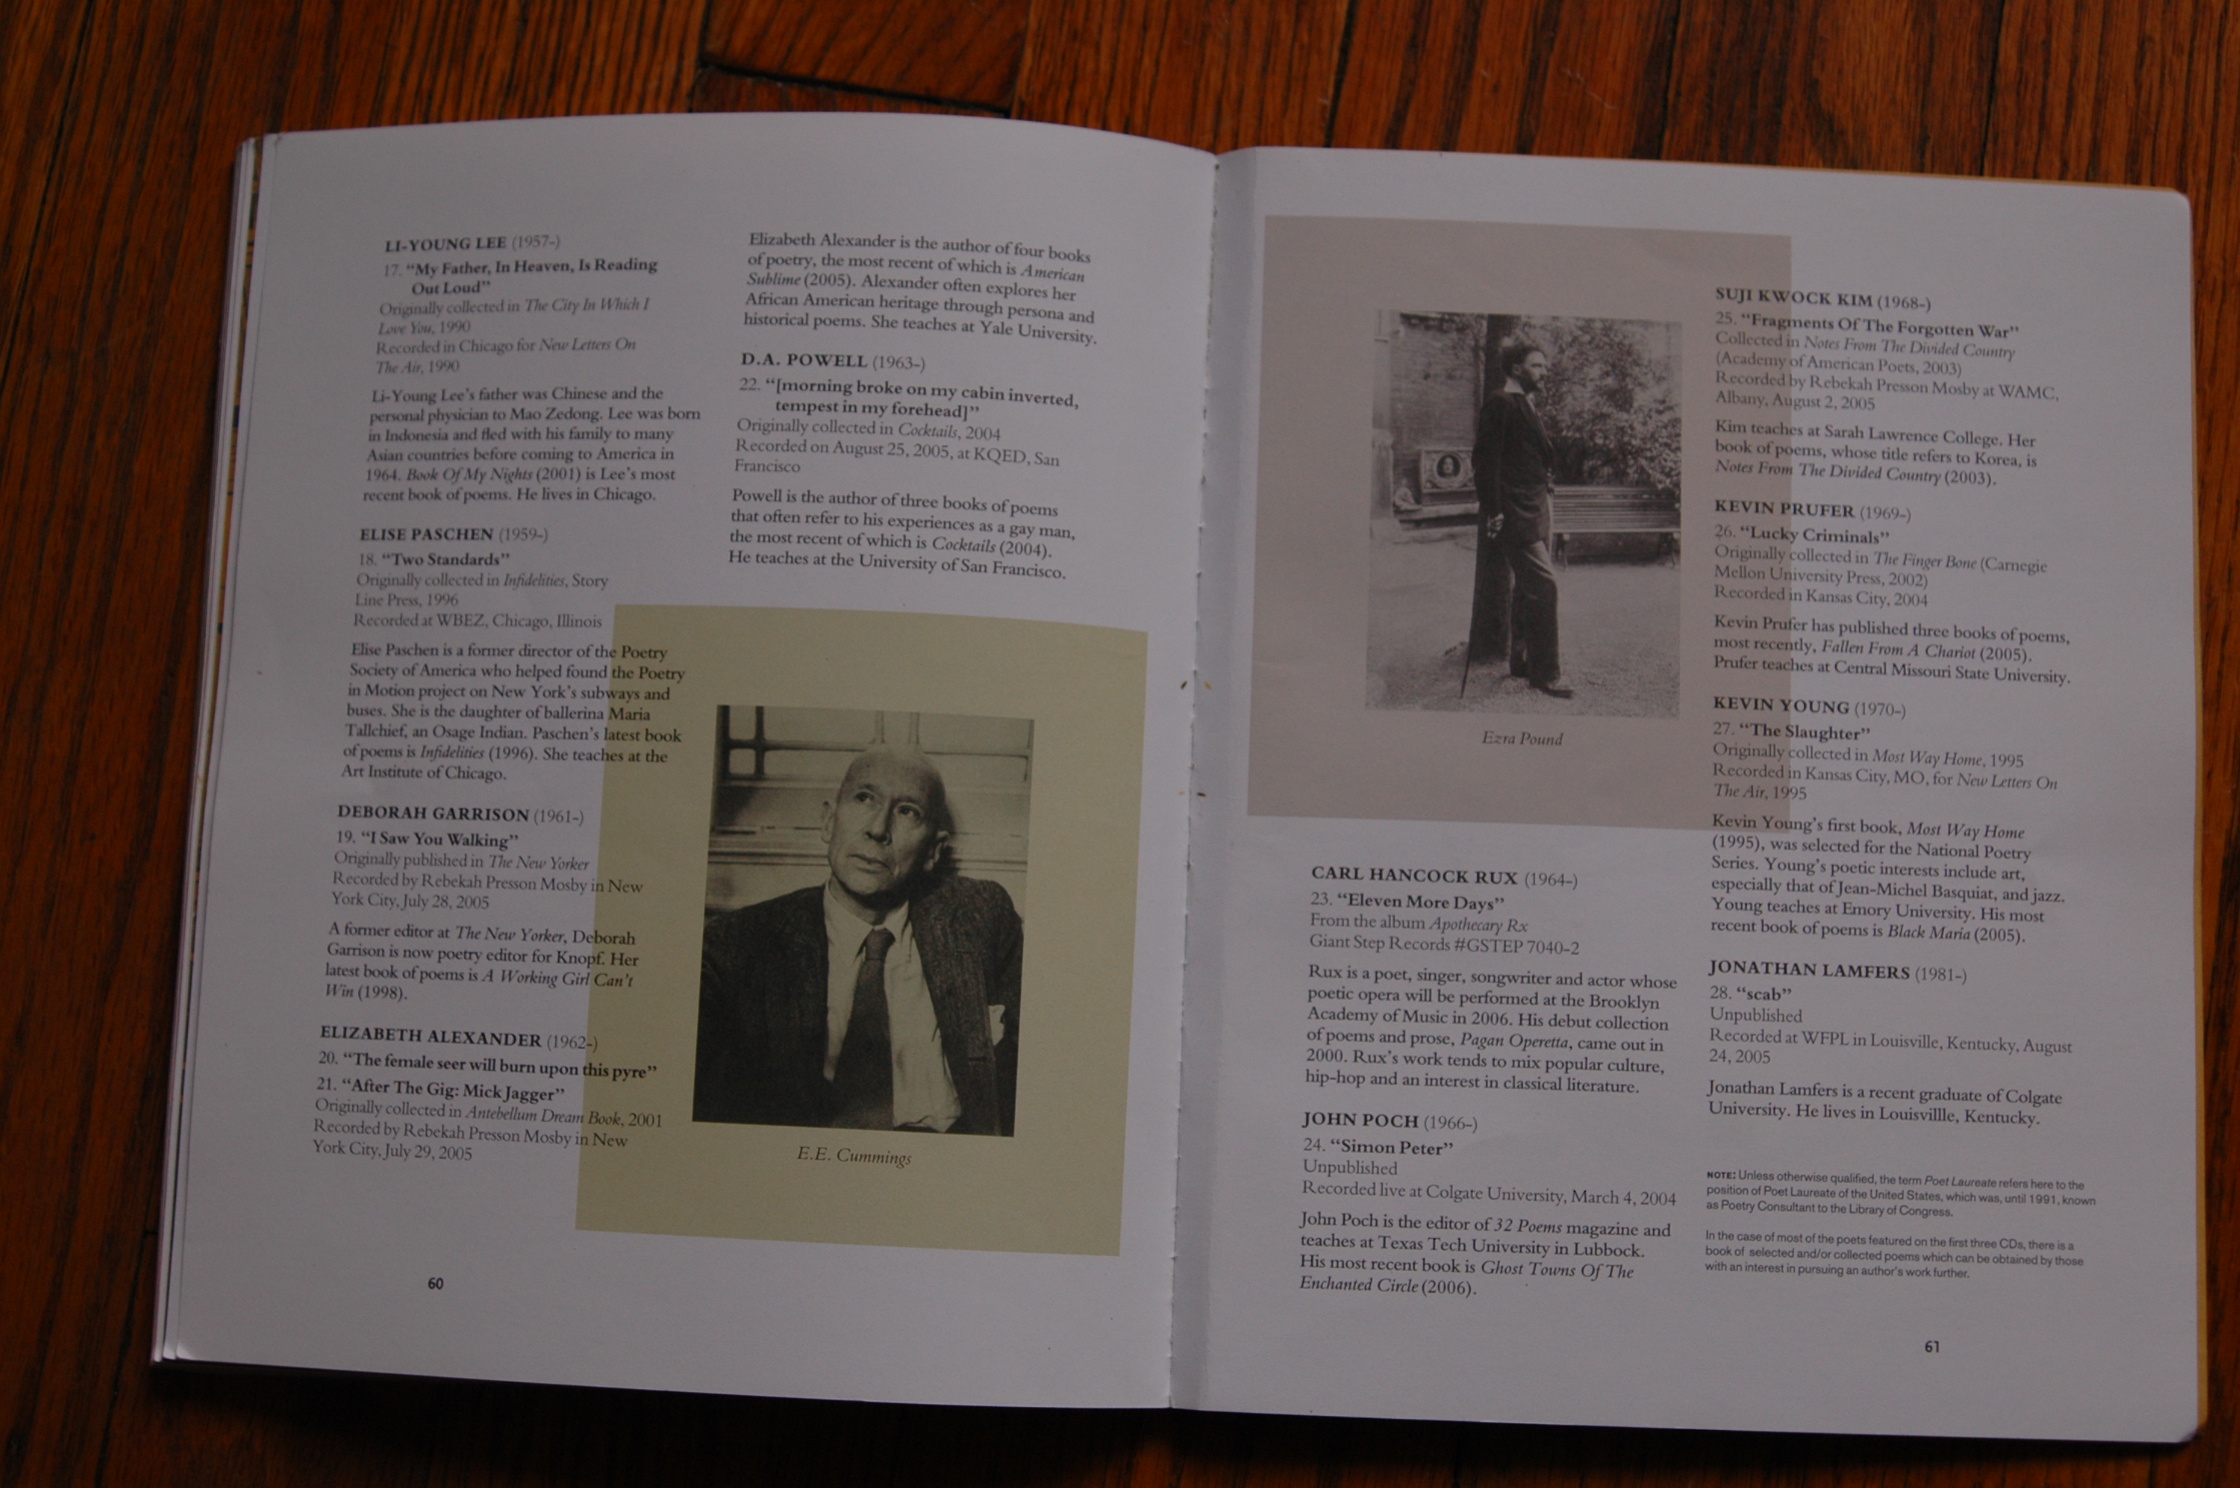 LI-YOUNG LEE (1957-)
17. “My Father, In Heaven, Is Reading
Out Loud”
Originally collected in The City In Which I
Love You, 1990
Recorded in Chicago for New Letters On
The Air, 1990
Li-Young Lee's father was Chinese and the
personal physician to Mao Zedong. Lee was born
in Indonesia and fled with his family to many
Asian countries before coming to America in
1964. Book Of My Nights (2001) is Lee's most
recent book of poems. He lives in Chicago.
ELISE PASCHEN (1959-)
18. “Two Standards”
Originally collected in Infidelities, Story
Line Press, 1996
Recorded at WBEZ, Chicago, Illinois
Elise Paschen is a former director of the Poetry
Society of America who helped found the Poetry
in Motion project on New York's subways and
buses. She is the daughter of ballerina Maria
Tallchief, an Osage Indian. Paschen's latest book
of poems is Infidelities (1996). She teaches at the
Art Institute of Chicago.
DEBORAH GARRISON (1961-)
19. “I Saw You Walking”
Originally published in The New Yorker
Recorded by Rebekah Presson Mosby in New
York City, July 28, 2005
A former editor at The New Yorker, Deborah
Garrison is now poetry editor for Knopf. Her
latest book of poems is A Working Girl Can't
Win (1998).
ELIZABETH ALEXANDER (1962-)
20. “The female seer will burn upon this pyre”
21. “After The Gig: Mick Jagger”
Originally collected in Antebellum Dream Book, 2001
Recorded by Rebekah Presson Mosby in New
York City, July 29, 2005
Elizabeth Alexander is the author of four books
of poetry, the most recent of which is American
Sublime (2005). Alexander often explores her
African American heritage through persona and
historical poems. She teaches at Yale University.
D.A. POWELL (1963-)
22. “[morning broke on my cabin inverted,
tempest in my forehead]”
Originally collected in Cocktails, 2004
Recorded on August 25, 2005, at KQED, San
Francisco
Powell is the author of three books of poems
that often refer to his experiences as a gay man,
the most recent of which is Cocktails (2004).
He teaches at the University of San Francisco.
E.E. Cummings
60
Ezra Pound
CARL HANCOCK RUX (1964-)
23. “Eleven More Days”
From the album Apothecary Rx
Giant Step Records #GSTEP 7040-2
Rux is a poet, singer, songwriter and actor whose
poetic opera will be performed at the Brooklyn
Academy of Music in 2006. His debut collection
of poems and prose, Pagan Operetta, came out in
2000. Rux's work tends to mix popular culture,
hip-hop and an interest in classical literature.
JOHN POCH (1966-)
24. “Simon Peter”
Unpublished
Recorded live at Colgate University, March 4, 2004
John Poch is the editor of 32 Poems magazine and
teaches at Texas Tech University in Lubbock.
His most recent book is Ghost Towns Of The
Enchanted Circle (2006).
SUJI KWOCK KIM (1968-)
25. “Fragments Of The Forgotten War”
Collected in Notes From The Divided Country
(Academy of American Poets, 2003)
Recorded by Rebekah Presson Mosby at WAMC,
Albany, August 2, 2005
Kim teaches at Sarah Lawrence College. Her
book of poems, whose title refers to Korea, is
Notes From The Divided Country (2003).
KEVIN PRUFER (1969-)
26. “Lucky Criminals”
Originally collected in The Finger Bone (Carnegie
Mellon University Press, 2002)
Recorded in Kansas City, 2004
Kevin Prufer has published three books of poems,
most recently, Fallen From A Chariot (2005).
Prufer teaches at Central Missouri State University.
KEVIN YOUNG (1970-)
27. “The Slaughter”
Originally collected in Most Way Home, 1995
Recorded in Kansas City, MO, for New Letters On
The Air, 1995
Kevin Young's first book, Most Way Home
(1995), was selected for the National Poetry
Series. Young's poetic interests include art,
especially that of Jean-Michel Basquiat, and jazz.
Young teaches at Emory University. His most
recent book of poems is Black Maria (2005).
JONATHAN LAMFERS (1981-)
28. “scab”
Unpublished
Recorded at WFPL in Louisville, Kentucky, August
24, 2005
Jonathan Lamfers is a recent graduate of Colgate
University. He lives in Louisvillle, Kentucky.
NOTE: Unless otherwise qualified, the term Poet Laureate refers here to the
position of Poet Laureate of the United States, which was, until 1991, known
as Poetry Consultant to the Library of Congress.
In the case of most of the poets featured on the first three CDs, there is a
book of selected and/or collected poems which can be obtained by those
with an interest in pursuing an author's work further.
61